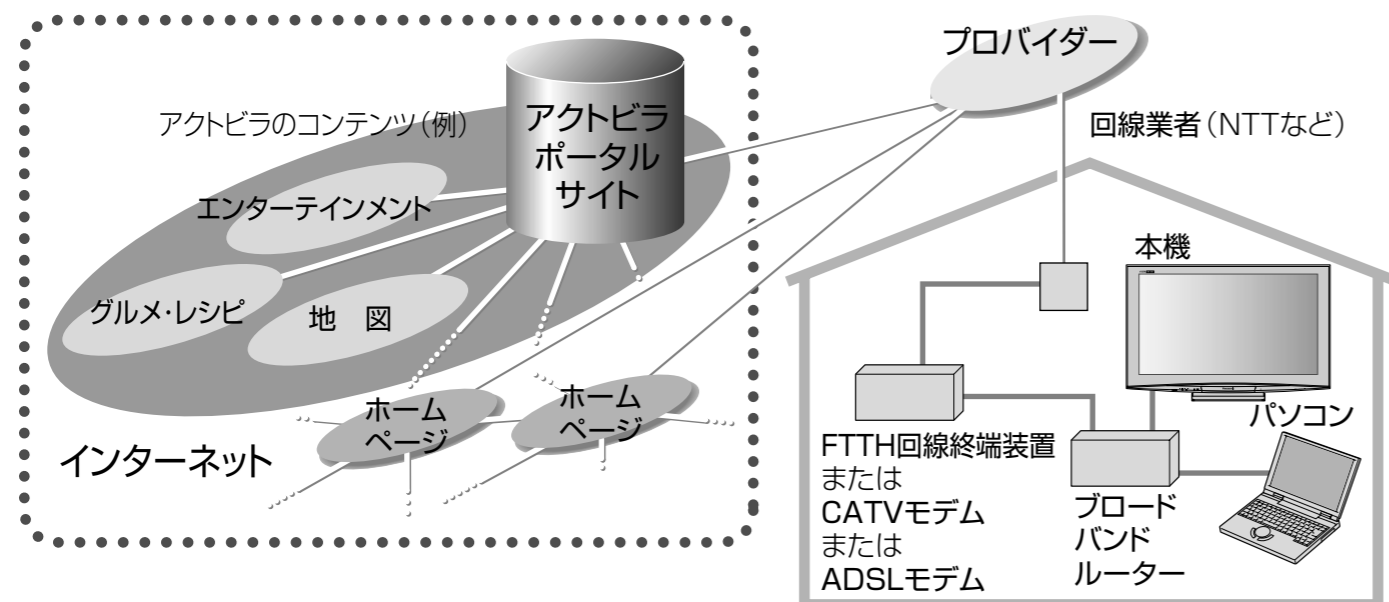 アクトビラのコンテンツ（例）
アクトビラ
ポータル
サイト
エンターテインメント
グルメ・レシピ
地　図
ホーム
ページ
ホーム
ページ
インターネット
プロバイダー
回線業者（NTTなど）
本機
パソコン
FTTH回線終端装置
または
CATVモデム
または
ADSLモデム
ブロード
バンド
ルーター